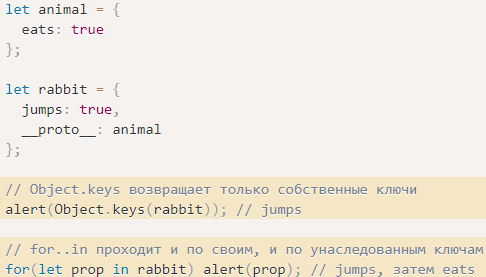 let animal = {
  eats: true
};

let rabbit = {
  jumps: true,
  __proto__: animal
};

// Object.keys возвращает только собственные ключи
alert(Object.keys(rabbit)); // jumps

// for..in проходит и по своим, и по унаследованным ключам
for(let prop in rabbit) alert(prop); // jumps, затем eats